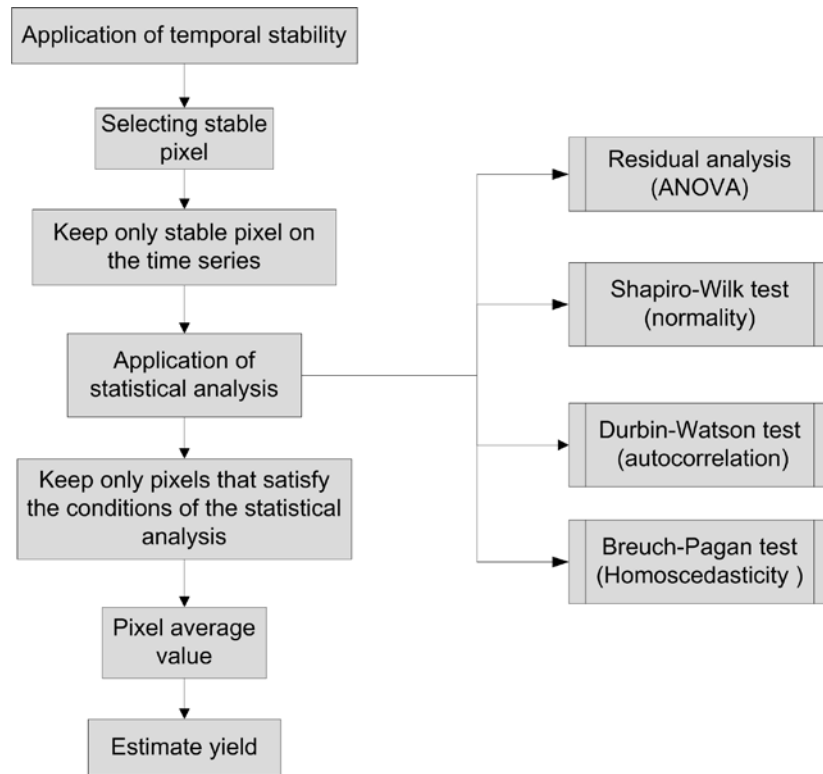 Application of temporal stability
Selecting stable
pixel
Keep only stable pixel on
the time series
Application of
statistical analysis
Keep only pixels that satisfy
the conditions of the statistical
analysis
Pixel average
value
Estimate yield
Residual analysis
(ANOVA)
Shapiro-Wilk test
(normality)
Durbin-Watson test
(autocorrelation)
Breuch-Pagan test
(Homoscedasticity )